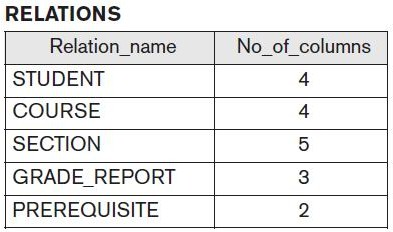 RELATIONS
Relation_name No_of_columns
STUDENT 4
COURSE 4
SECTION 5
GRADE_REPORT 3
PREREQUISITE 2